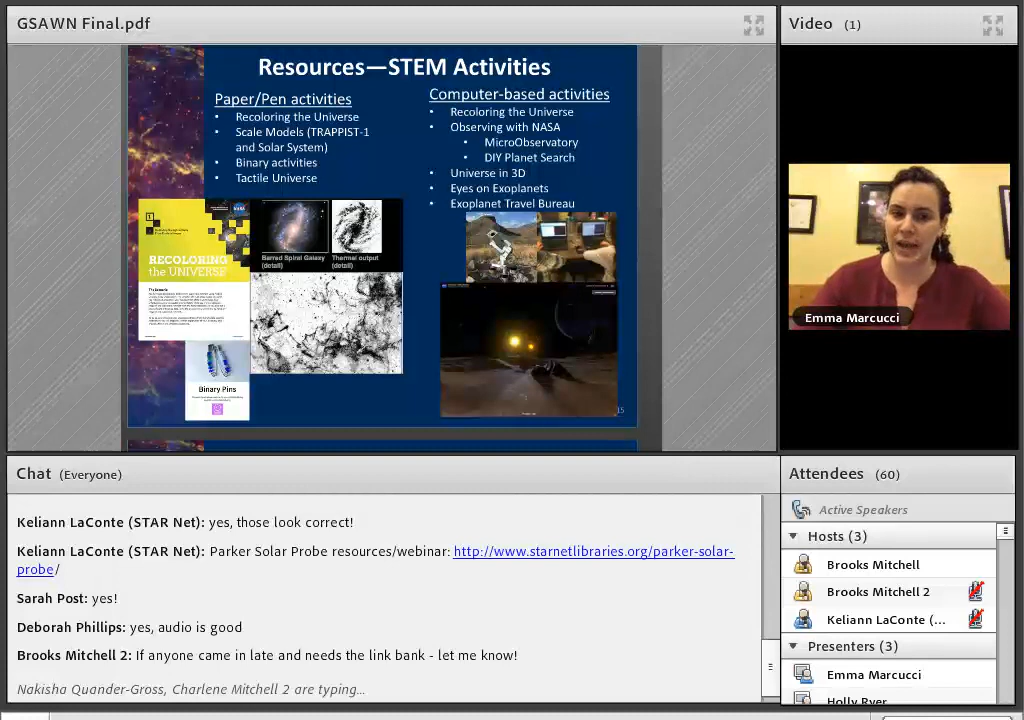 GSAWN Final.pdf
Resources—STEM Activities
Paper/Pen activities
• Recoloring the Universe
• Scale Models (TRAPPIST-1
and Solar System)
• Binary activities
• Tactile Universe
Computer-based activities
• Recoloring the Universe
• Observing with NASA
• MicroObservatory
• DIY Planet Search
• Universe in 3D
• Eyes on Exoplanets
• Exoplanet Travel Bureau
1
RECOLORING
the UNIVERSE
Barred Spiral Galaxy
(detail)
Thermal output
(detail)
Binary Pins
15
Video (1)
Emma Marcucci
Chat (Everyone)
Keliann LaConte (STAR Net): yes, those look correct!
Keliann LaConte (STAR Net): Parker Solar Probe resources/webinar: http://www.starnetlibraries.org/parker-solar-
probe/
Sarah Post: yes!
Deborah Phillips: yes, audio is good
Brooks Mitchell 2: If anyone came in late and needs the link bank - let me know!
Nakisha Quander-Gross, Charlene Mitchell 2 are typing...
Attendees (60)
Active Speakers
Hosts (3)
Brooks Mitchell
Brooks Mitchell 2
Keliann LaConte (...
Presenters (3)
Emma Marcucci
Holly Ryer